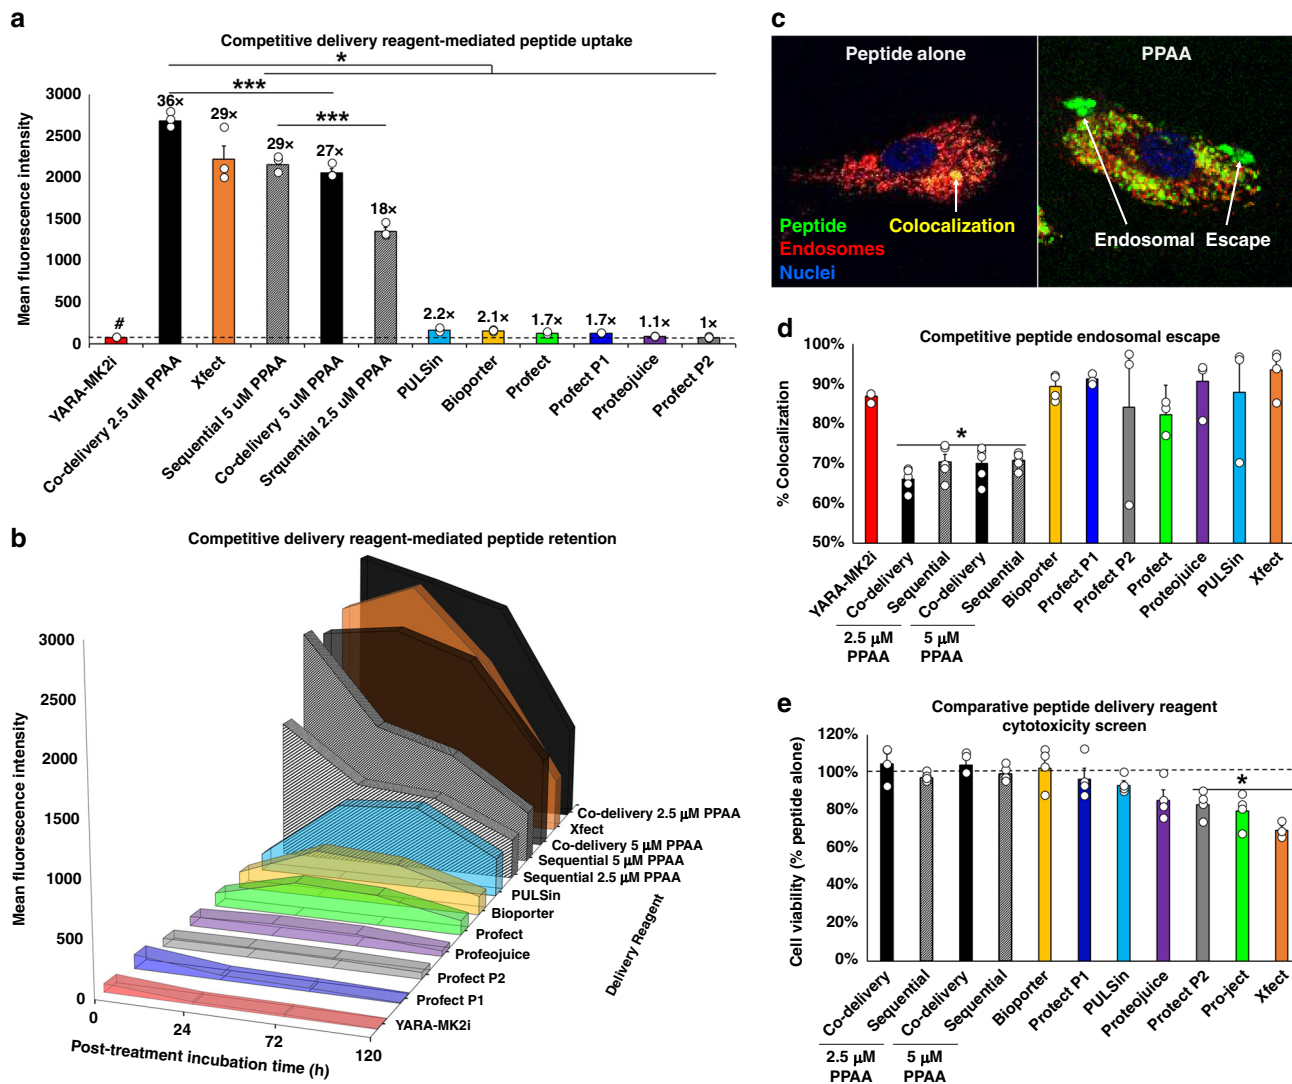 a
Competitive delivery reagent-mediated peptide uptake
*
***
***
Mean fluorescence intensity
3000
2500
2000
1500
1000
500
0
#
36×
29×
29×
27×
18×
2.2×
2.1×
1.7×
1.7×
1.1×
1×
YARA-MK2i
Co-delivery 2.5 uM PPAA
Xfect
Sequential 5 uM PPAA
Co-delivery 5 uM PPAA
Srquential 2.5 uM PPAA
PULSin
Bioporter
Profect
Profect P1
Proteojuice
Profect P2
b
Competitive delivery reagent-mediated peptide retention
Mean fluorescence intensity
3000
2500
2000
1500
1000
500
0
0
24
72
120
Post-treatment incubation time (h)
Co-delivery 2.5 μM PPAA
Xfect
Co-delivery 5 μM PPAA
Sequential 5 μM PPAA
Sequential 2.5 μM PPAA
PULSin
Bioporter
Profect
Profeojuice
Profect P2
Profect P1
YARA-MK2i
Delivery Reagent
c
Peptide alone
PPAA
Peptide
Endosomes
Nuclei
Colocalization
Endosomal Escape
d
Competitive peptide endosomal escape
% Colocalization
100%
90%
80%
70%
60%
50%
*
YARA-MK2i
Co-delivery
Sequential
Co-delivery
Sequential
Bioporter
Profect P1
Profect P2
Profect
Proteojuice
PULSin
Xfect
2.5 μM
PPAA
5 μM
PPAA
e
Comparative peptide delivery reagent
cytotoxicity screen
Cell viability (% peptide alone)
120%
100%
80%
60%
40%
20%
0%
*
Co-delivery
Sequential
Co-delivery
Sequential
Bioporter
Protect P1
PULSin
Proteojuice
Protect P2
Pro-ject
Xfect
2.5 μM
PPAA
5 μM
PPAA